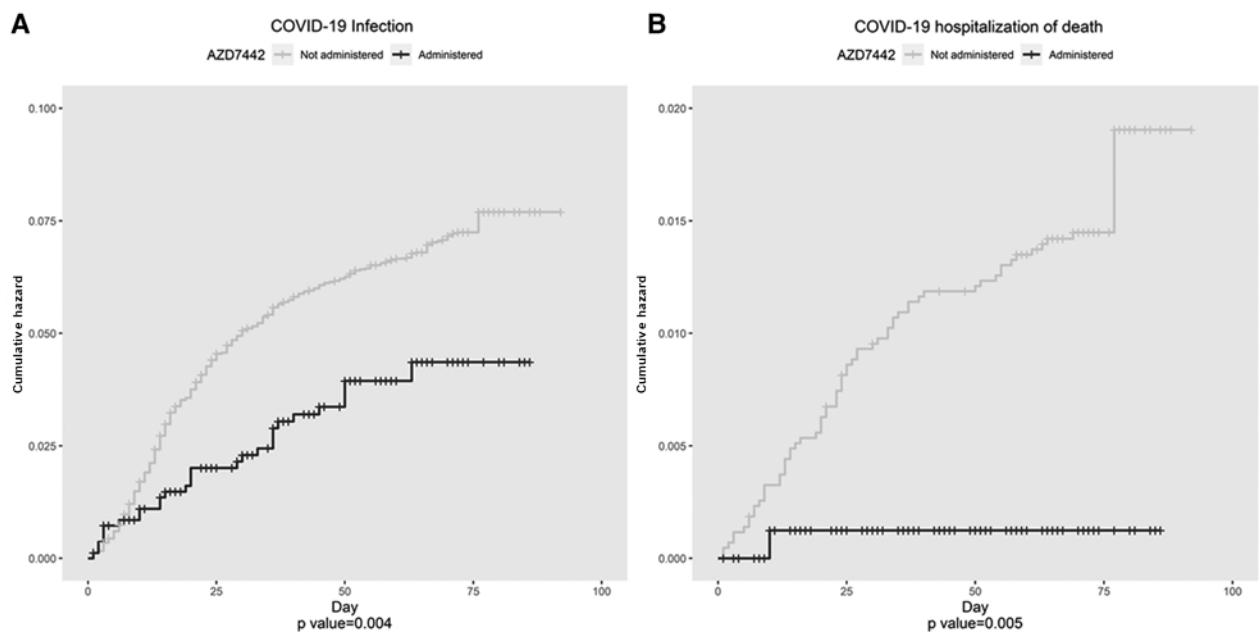 A
COVID-19 Infection
AZD7442 Not administered Administered
0.100
0.075
0.050
0.025
0.000
Cumulative hazard
0 25 50 75 100
Day
p value=0.004
B
COVID-19 hospitalization of death
AZD7442 Not administered Administered
0.020
0.015
0.010
0.005
0.000
Cumulative hazard
0 25 50 75 100
Day
p value=0.005